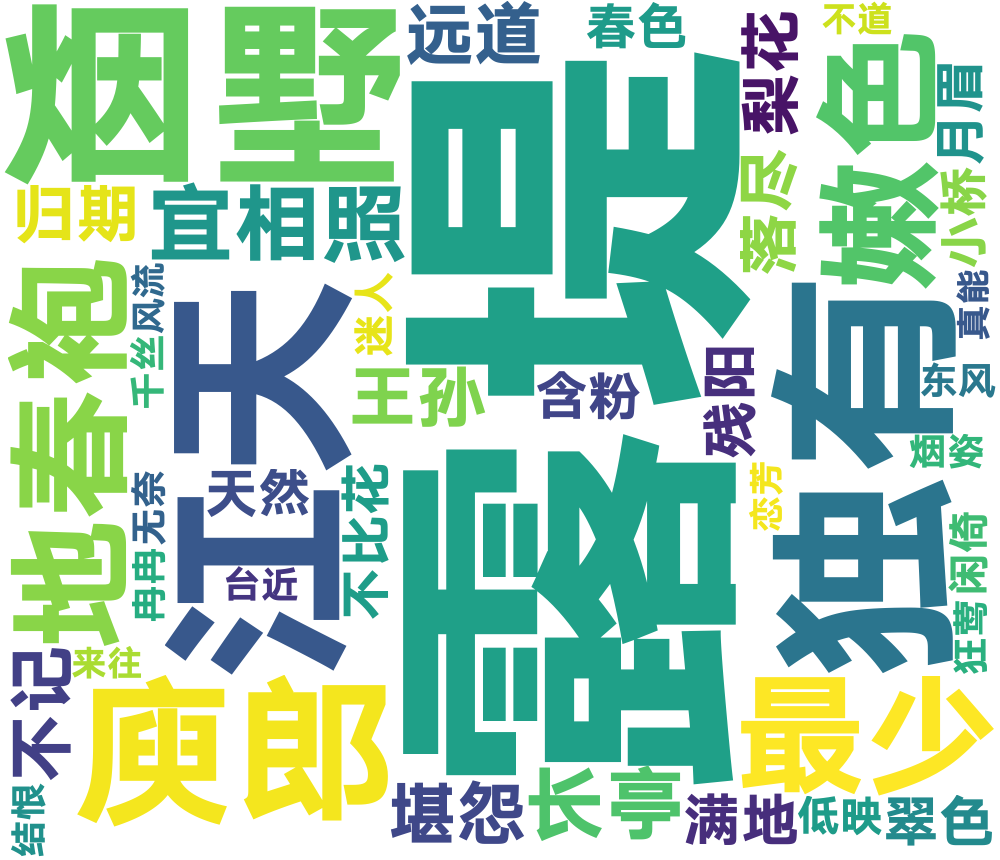 烟野
远道
春色
不道
梨花
色
月眉
堤
归期
宜相照
落尽
嫩
小桥
袍
千丝风流
天
迷人
真能
王孙
含粉
残阳
有
东风
春
烟姿
露
无奈
天然
不比花
恋芳
独
闲倚
地
冉冉
江
台近
狂莺
不记
来往
庾郎
最少
结恨
堪怨
长亭
满地
低映
翠色